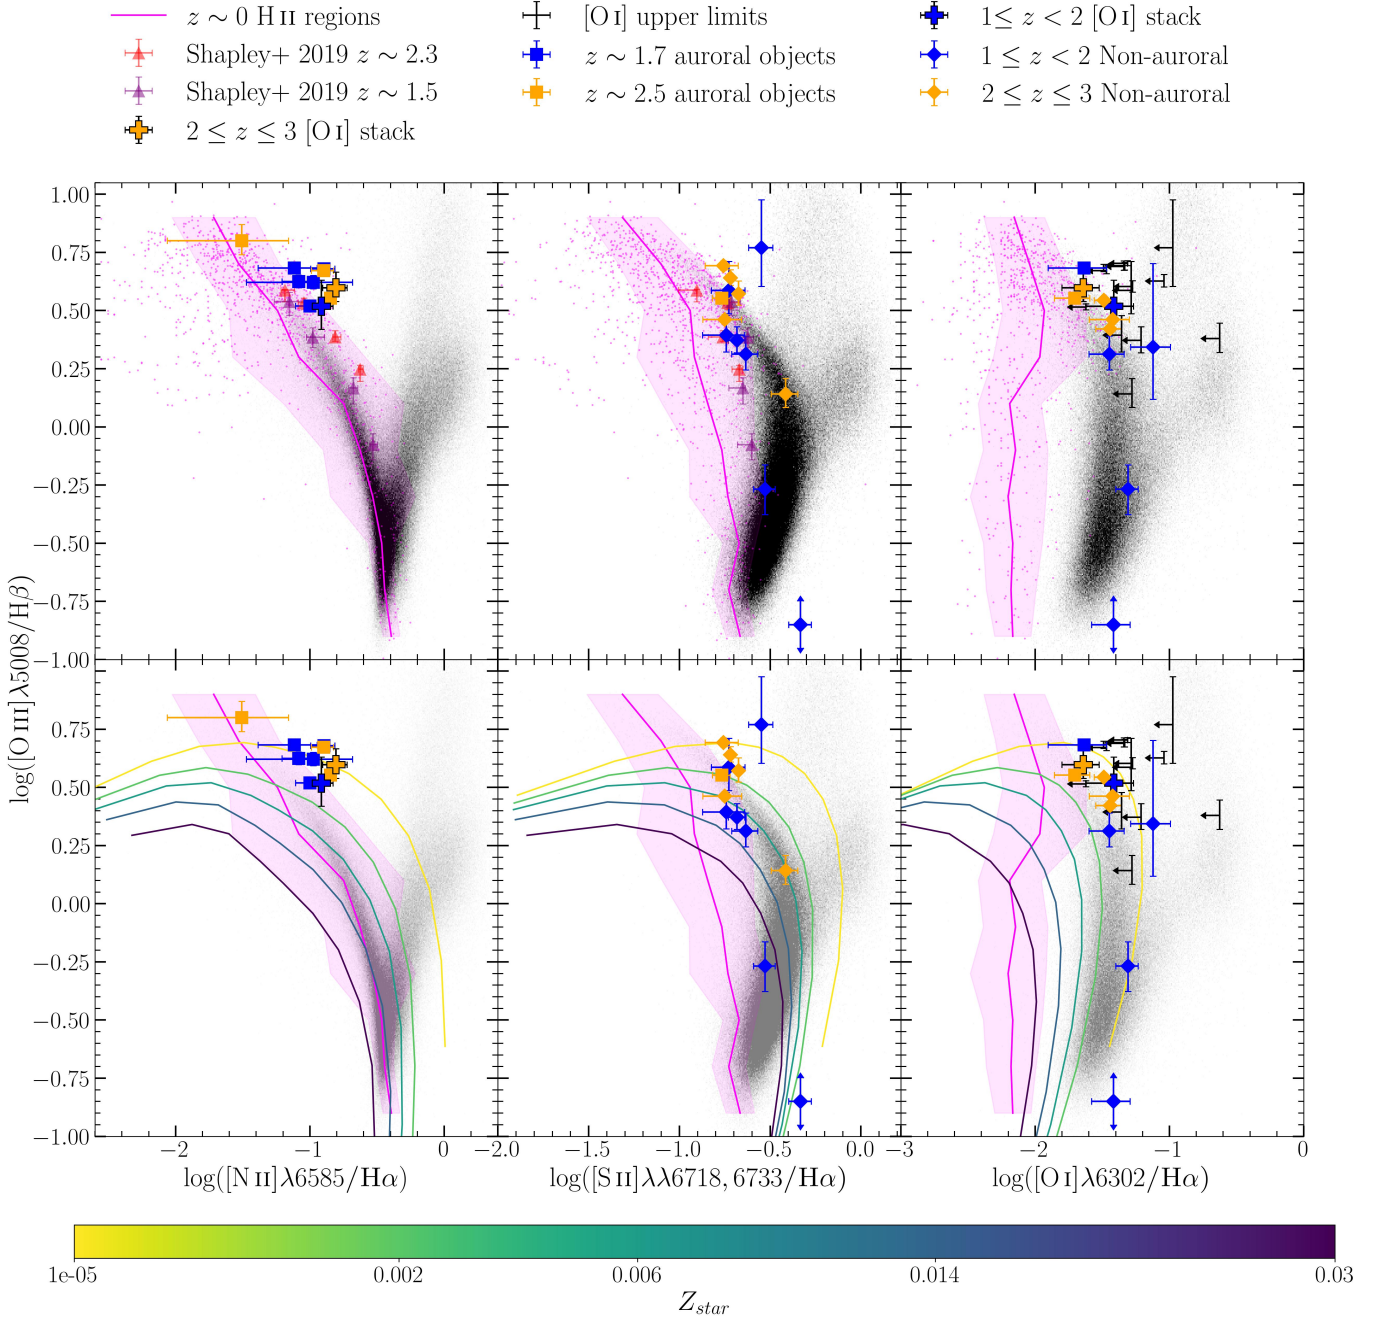 z ∼ 0 H II regions
Shapley+ 2019 z ∼ 2.3
Shapley+ 2019 z ∼ 1.5
2 ≤ z ≤ 3 [O I] stack
[O I] upper limits
z ∼ 1.7 auroral objects
z ∼ 2.5 auroral objects
1≤ z < 2 [O I] stack
1 ≤ z < 2 Non-auroral
2 ≤ z ≤ 3 Non-auroral
log([O III]λ5008/Hβ)
1.00
0.75
0.50
0.25
0.00
−0.25
−0.50
−0.75
−1.00
0.75
0.50
0.25
0.00
−0.25
−0.50
−0.75
−1.00
−2 −1 0
−2.0 −1.5 −1.0 −0.5 0.0
−3 −2 −1 0
log([N II]λ6585/Hα)
log([S II]λλ6718, 6733/Hα)
log([O I]λ6302/Hα)
1e-05 0.002 0.006 0.014 0.03
Zstar